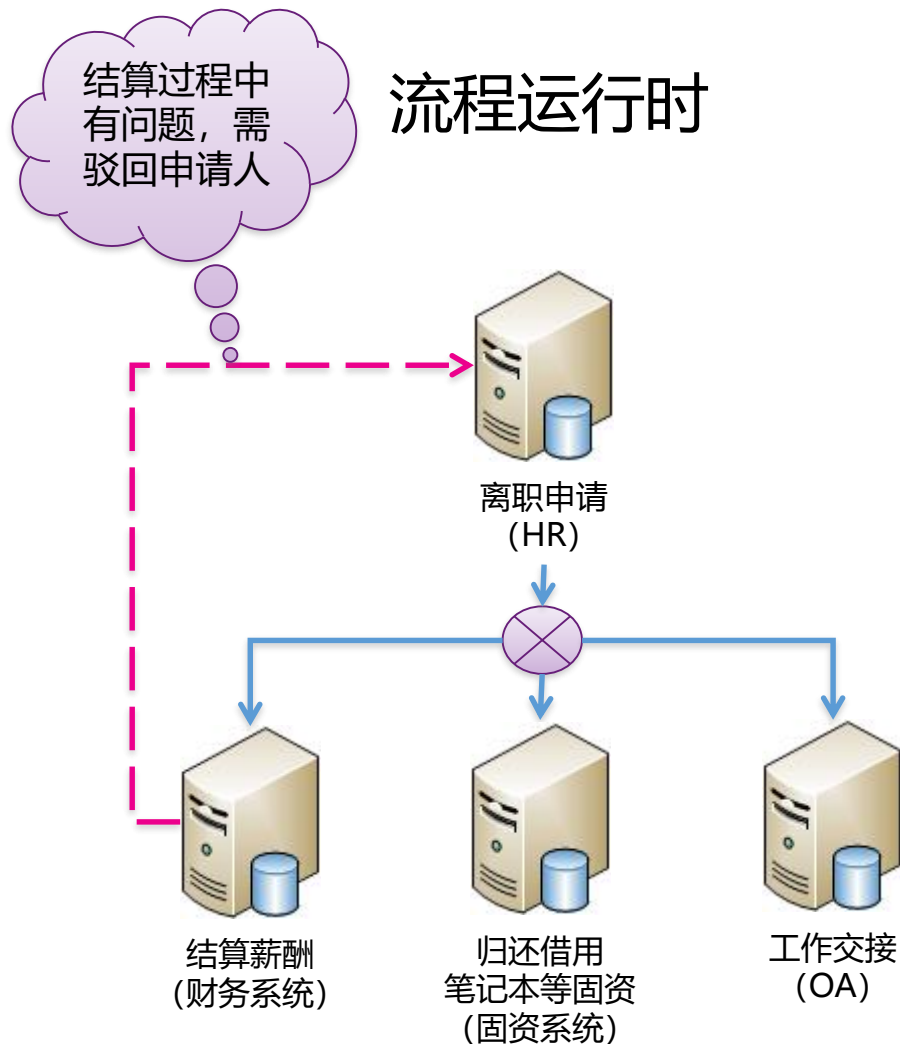 结算过程中
有问题，需
驳回申请人
流程运行时
离职申请
（HR）
结算薪酬
（财务系统）
归还借用
笔记本等固资
（固资系统）
工作交接
（OA）